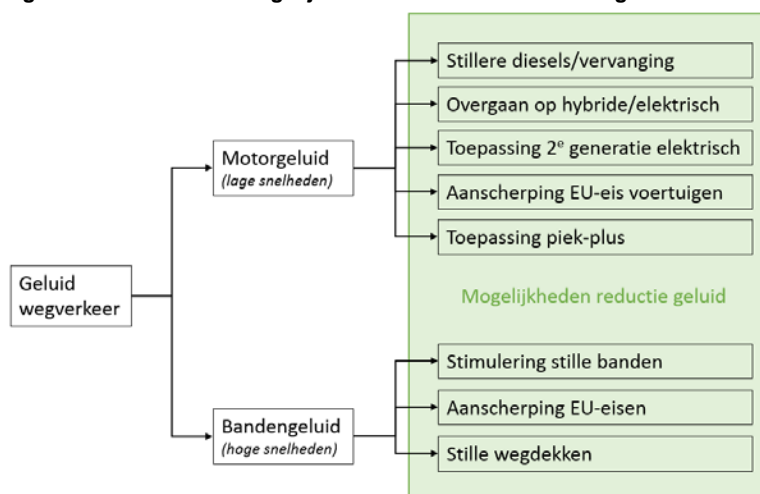 Stillere diesels/vervanging
Overgaan op hybride/elektrisch
Toepassing 2e generatie elektrisch
Motorgeluid
(lage snelheden)
Aanscherping EU-eis voertuigen
Toepassing piek-plus
Geluid
wegverkeer
Mogelijkheden reductie geluid
Stimulering stille banden
Aanscherping EU-eisen
Bandengeluid
(hoge snelheden)
Stille wegdekken